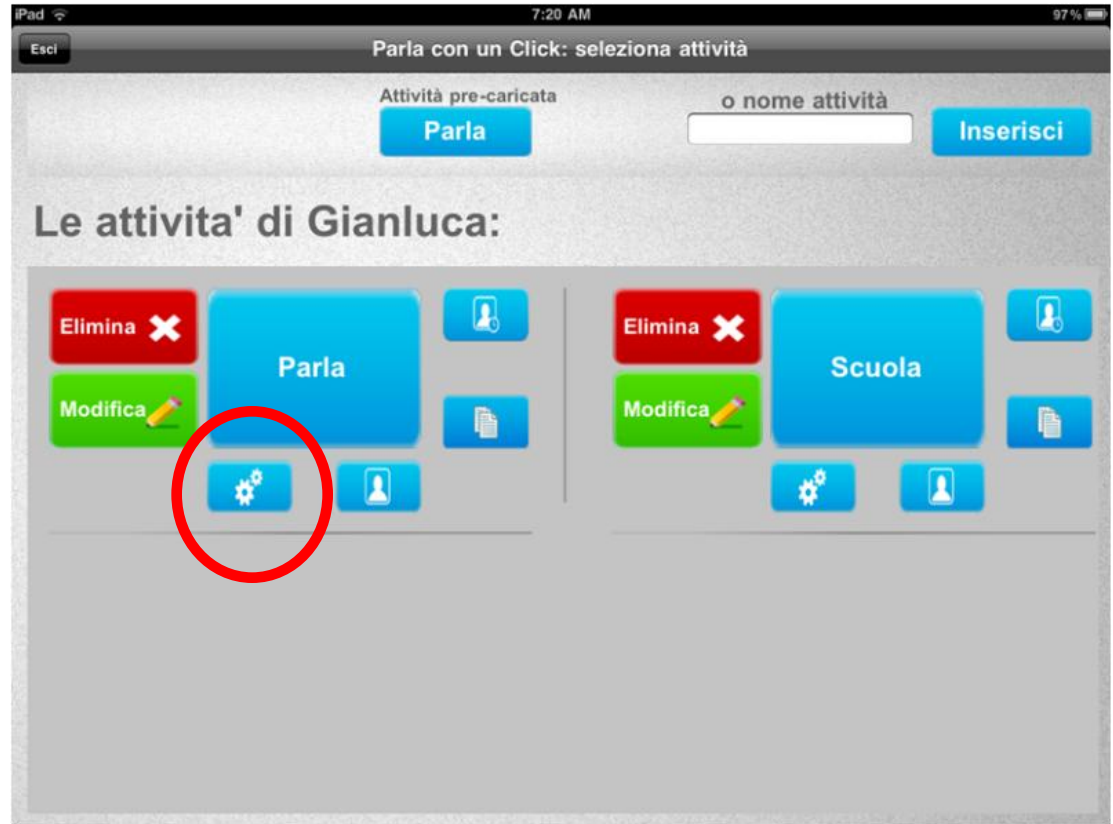 iPad 7:20 AM 97%
Esci Parla con un Click: seleziona attività
Attività pre-caricata o nome attività
Parla Inserisci
Le attivita' di Gianluca:
Elimina Elimina
Parla Scuola
Modifica Modifica